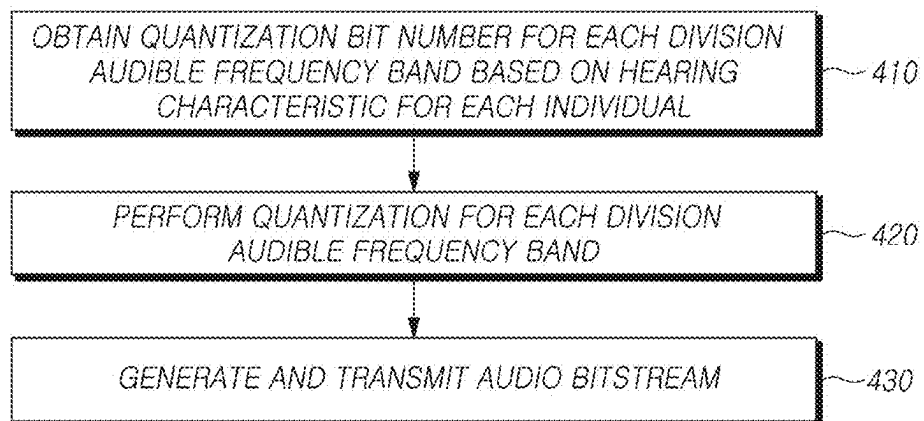 OBTAIN QUANTIZATION BIT NUMBER FOR EACH DIVISION
AUDIBLE FREQUENCY BAND BASED ON HEARING
CHARACTERISTIC FOR EACH INDIVIDUAL
410
PERFORM QUANTIZATION FOR EACH DIVISION
AUDIBLE FREQUENCY BAND
420
GENERATE AND TRANSMIT AUDIO BITSTREAM
430